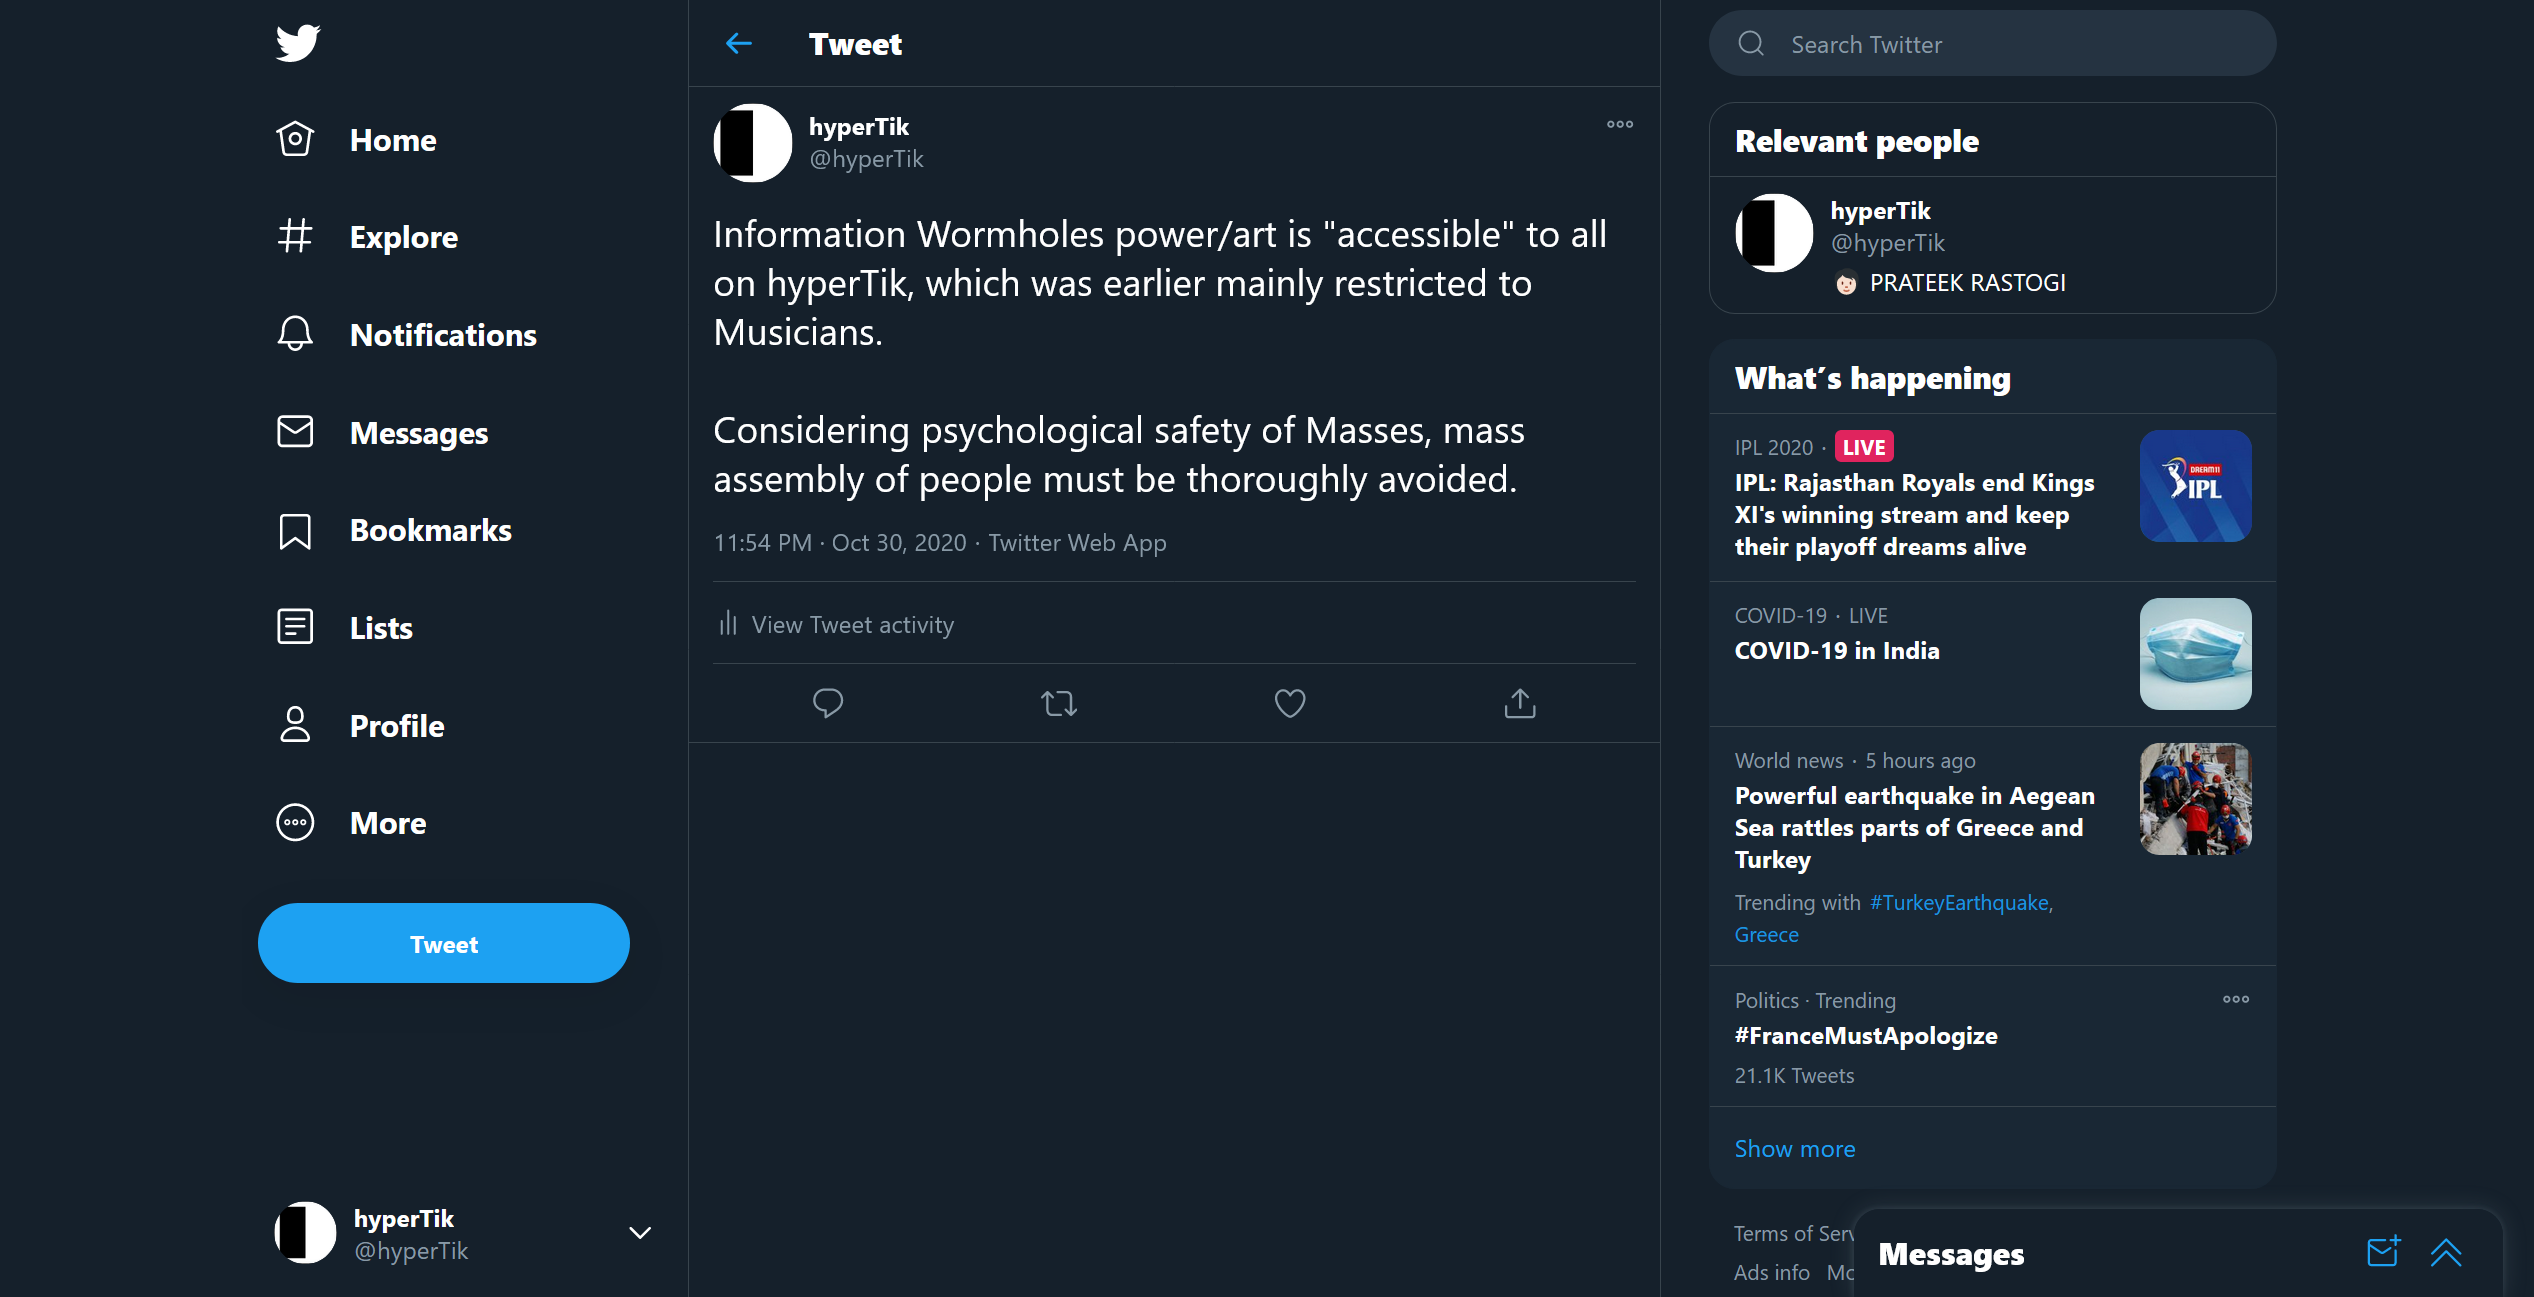 Home
Explore
Notifications
Messages
Bookmarks
Lists
Profile
More
Tweet
hyperTik
@hyperTik
Tweet
hyperTik
@hyperTik
Information Wormholes power/art is "accessible" to all
on hyperTik, which was earlier mainly restricted to
Musicians.
Considering psychological safety of Masses, mass
assembly of people must be thoroughly avoided.
11:54 PM · Oct 30, 2020 · Twitter Web App
View Tweet activity
Search Twitter
Relevant people
hyperTik
@hyperTik
PRATEEK RASTOGI
What's happening
IPL 2020 · LIVE
IPL: Rajasthan Royals end Kings
XI's winning stream and keep
their playoff dreams alive
DREAM11
IPL
COVID-19 · LIVE
COVID-19 in India
World news · 5 hours ago
Powerful earthquake in Aegean
Sea rattles parts of Greece and
Turkey
Trending with #TurkeyEarthquake,
Greece
Politics · Trending
#FranceMustApologize
21.1K Tweets
Show more
Terms of Serv
Ads info Mo
Messages